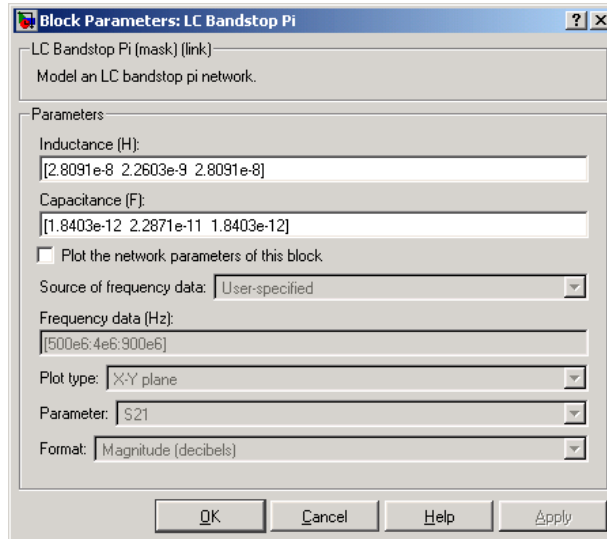 Block Parameters: LC Bandstop Pi
LC Bandstop Pi (mask) (link)
Model an LC bandstop pi network.
Parameters
Inductance (H):
[2.8091e-8 2.2603e-9 2.8091e-8]
Capacitance (F):
[1.8403e-12 2.2871e-11 1.8403e-12]
Plot the network parameters of this block
Source of frequency data: User-specified
Frequency data (Hz):
[500e6:4e6:900e6]
Plot type: X-Y plane
Parameter: S21
Format: Magnitude (decibels)
OK Cancel Help Apply